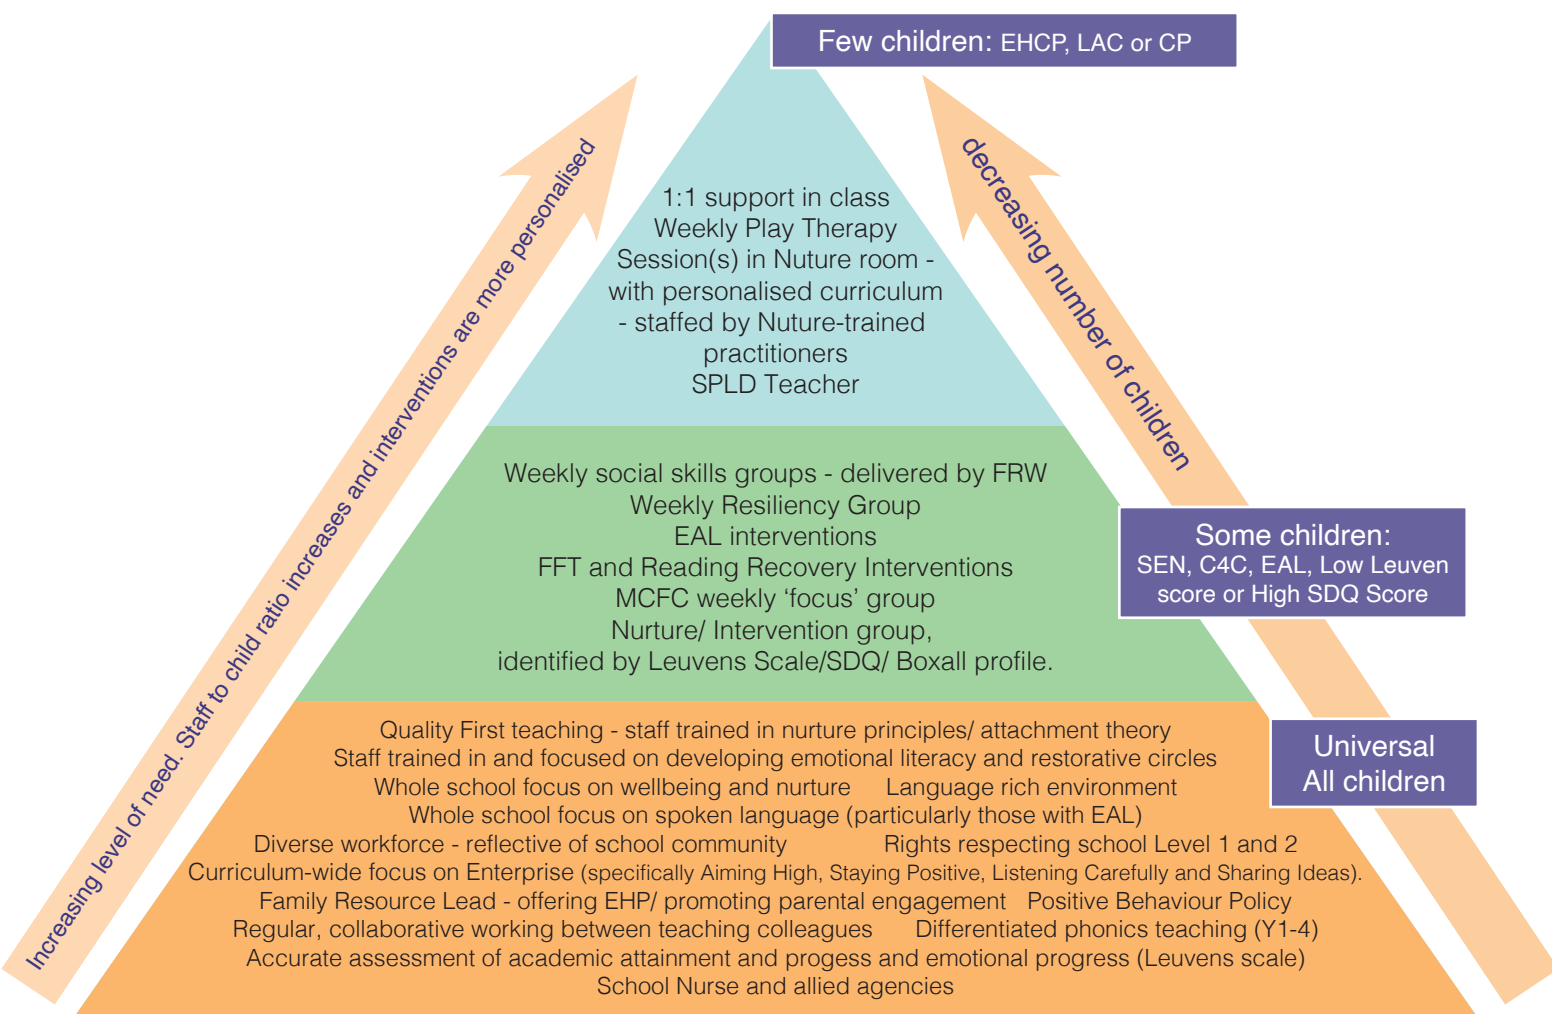 Few children: EHCP, LAC or CP
Increasing level of need. Staff to child ratio increases and interventions are more personalised
decreasing number of children
1:1 support in class
Weekly Play Therapy
Session(s) in Nuture room -
with personalised curriculum
- staffed by Nuture-trained
practitioners
SPLD Teacher
Weekly social skills groups - delivered by FRW
Weekly Resiliency Group
EAL interventions
FFT and Reading Recovery Interventions
MCFC weekly ‘focus’ group
Nurture/ Intervention group,
identified by Leuvens Scale/SDQ/ Boxall profile.
Some children:
SEN, C4C, EAL, Low Leuven
score or High SDQ Score
Universal
All children
Quality First teaching - staff trained in nurture principles/ attachment theory
Staff trained in and focused on developing emotional literacy and restorative circles
Whole school focus on wellbeing and nurture Language rich environment
Whole school focus on spoken language (particularly those with EAL)
Diverse workforce - reflective of school community Rights respecting school Level 1 and 2
Curriculum-wide focus on Enterprise (specifically Aiming High, Staying Positive, Listening Carefully and Sharing Ideas).
Family Resource Lead - offering EHP/ promoting parental engagement Positive Behaviour Policy
Regular, collaborative working between teaching colleagues Differentiated phonics teaching (Y1-4)
Accurate assessment of academic attainment and progess and emotional progress (Leuvens scale)
School Nurse and allied agencies